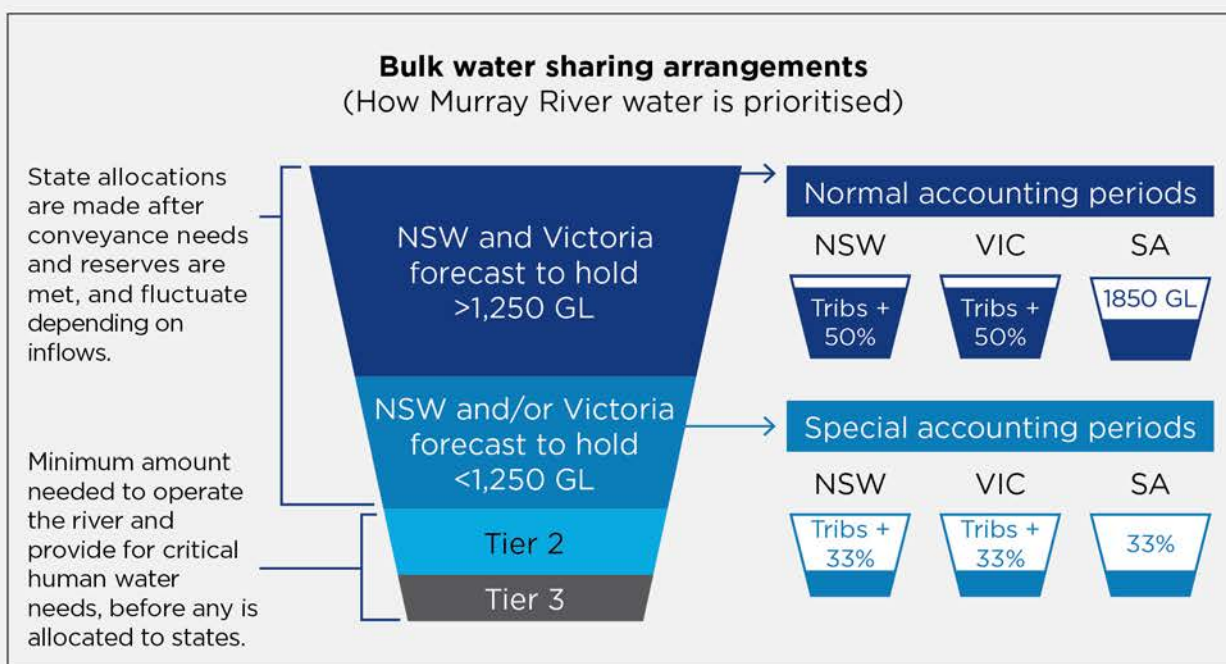 Bulk water sharing arrangements
(How Murray River water is prioritised)
State allocations
are made after
conveyance needs
and reserves are
met, and fluctuate
depending on
inflows.
Minimum amount
needed to operate
the river and
provide for critical
human water
needs, before any is
allocated to states.
NSW and Victoria
forecast to hold
>1,250 GL
NSW and/or Victoria
forecast to hold
<1,250 GL
Tier 2
Tier 3
Normal accounting periods
NSW VIC SA
Tribs +
50%
Tribs +
50%
1850 GL
Special accounting periods
NSW VIC SA
Tribs +
33%
Tribs +
33%
33%